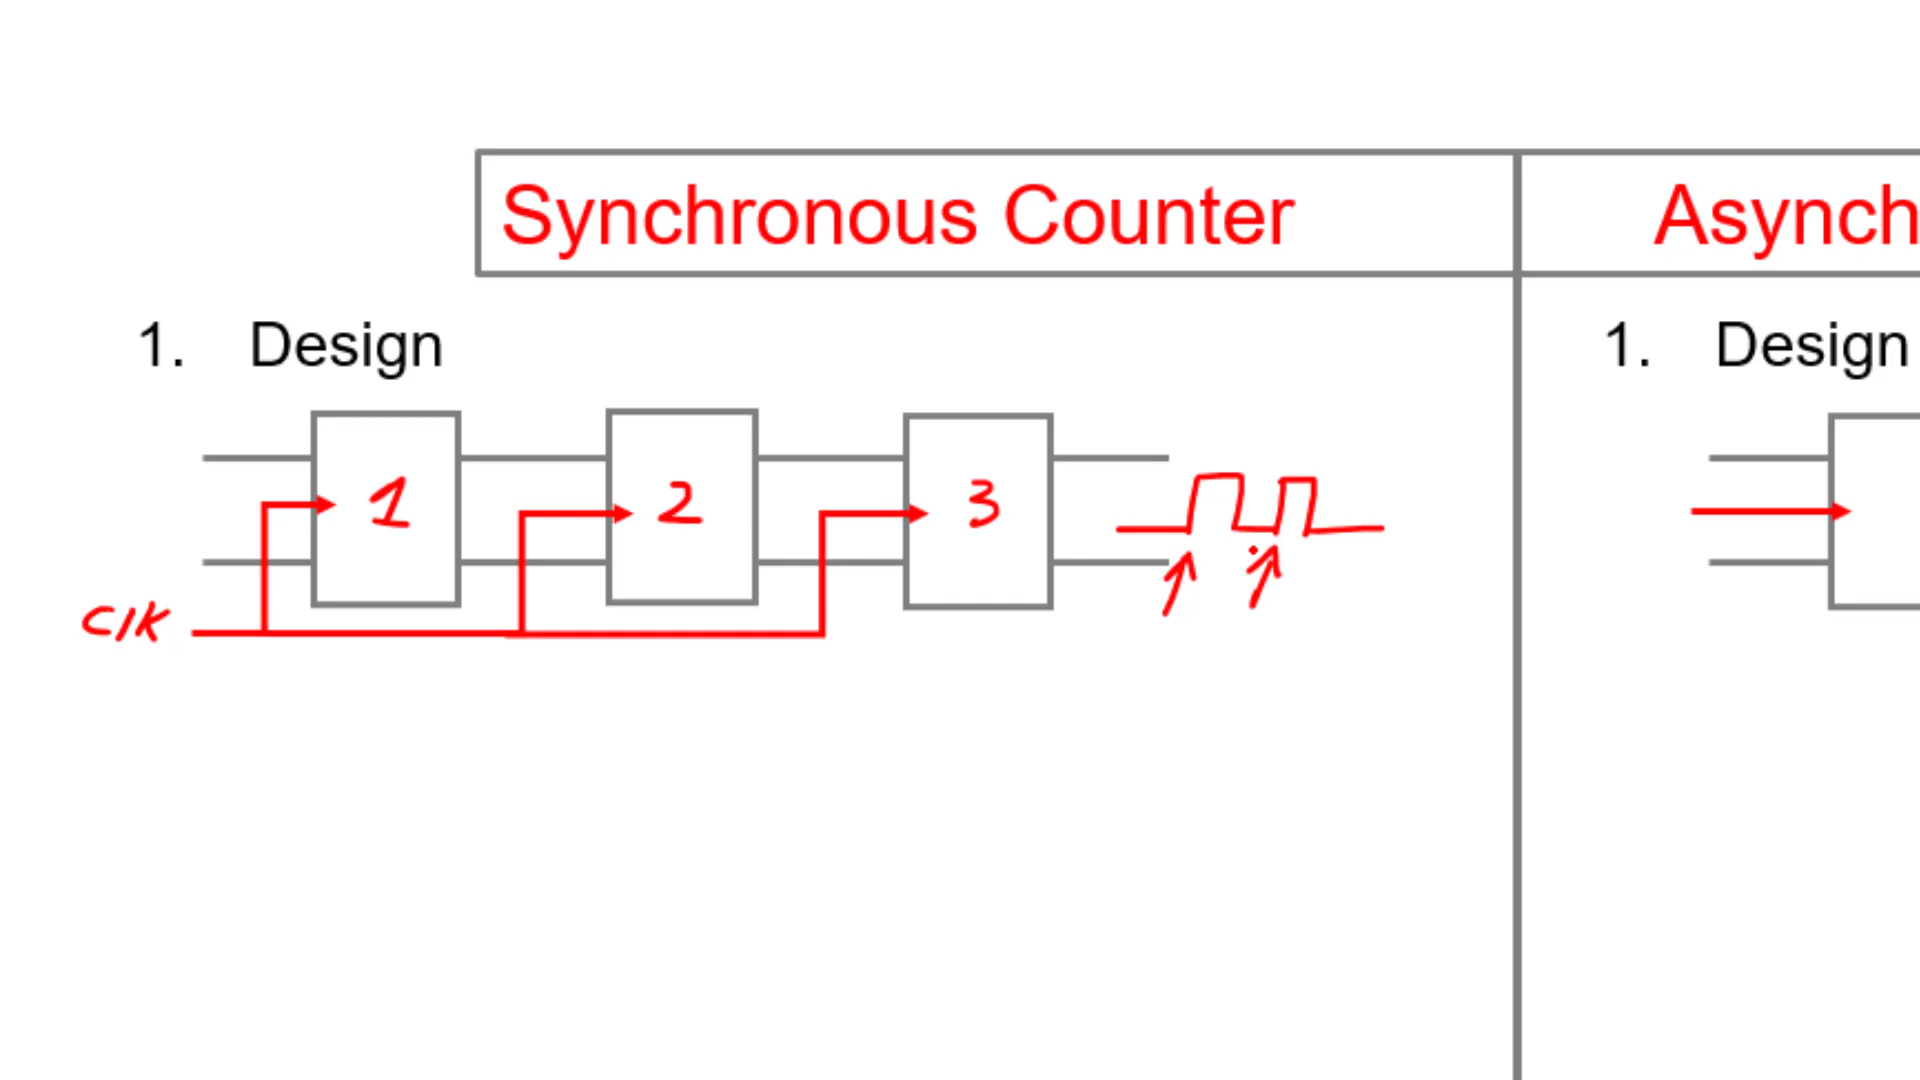 Synchronous Counter
Asynch
1. Design
1. Design
1
2
3
Clk